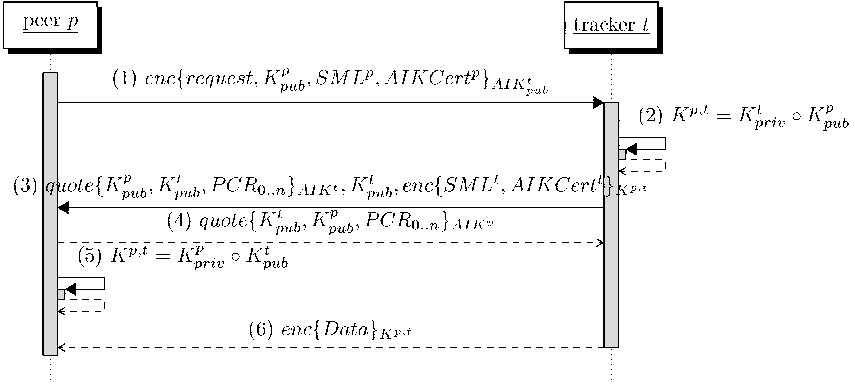 peer p
tracker t
(1) enc{request, K^p_pub, SML^p, AIKCert^p}_AIK^t_pub
(2) K^{p,t} = K^t_priv ∘ K^p_pub
(3) quote{K^p_pub, K^t_pub, PCR_0..n}_AIK^t, K^t_pub, enc{SML^t, AIKCert^t}_K^{p,t}
(4) quote{K^t_pub, K^p_pub, PCR_0..n}_AIK^p
(5) K^{p,t} = K^p_priv ∘ K^t_pub
(6) enc{Data}_K^{p,t}